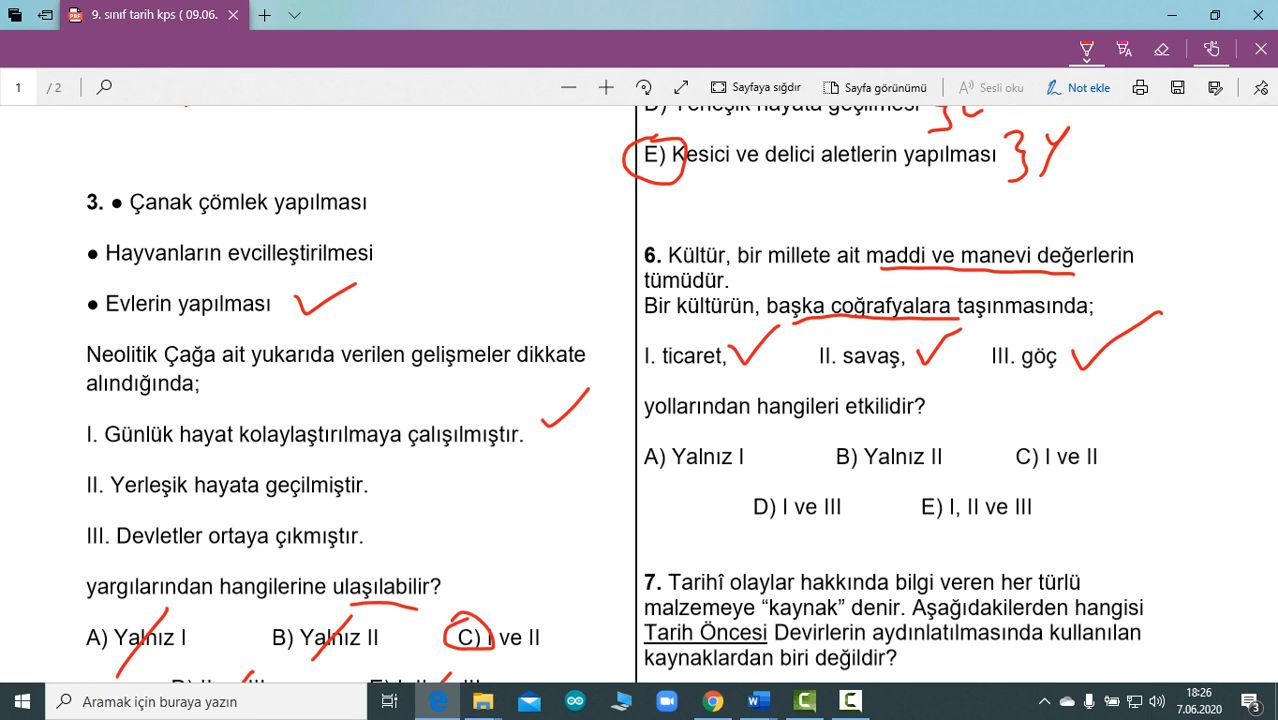 9. sınıf tarih kps (09.06.
1 / 2
Sayfaya sığdır
Sayfa görünümü
Sesli oku
Not ekle
3. ● Çanak çömlek yapılması
● Hayvanların evcilleştirilmesi
● Evlerin yapılması
Neolitik Çağa ait yukarıda verilen gelişmeler dikkate
alındığında;
I. Günlük hayat kolaylaştırılmaya çalışılmıştır.
II. Yerleşik hayata geçilmiştir.
III. Devletler ortaya çıkmıştır.
yargılarından hangilerine ulaşılabilir?
A) Yalnız I B) Yalnız II C) I ve II
D) Yerleşik hayata geçilmesi
E) Kesici ve delici aletlerin yapılması
6. Kültür, bir millete ait maddi ve manevi değerlerin
tümüdür.
Bir kültürün, başka coğrafyalara taşınmasında;
I. ticaret, II. savaş, III. göç
yollarından hangileri etkilidir?
A) Yalnız I B) Yalnız II C) I ve II
D) I ve III E) I, II ve III
7. Tarihî olaylar hakkında bilgi veren her türlü
malzemeye “kaynak” denir. Aşağıdakilerden hangisi
Tarih Öncesi Devirlerin aydınlatılmasında kullanılan
kaynaklardan biri değildir?
Aramak için buraya yazın
18:26
7.06.2020
3